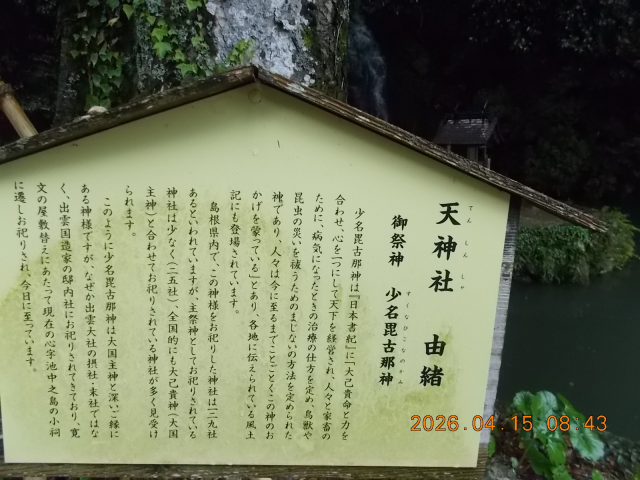 天神社　由緒
てんしんしゃ
御祭神　少名毘古那神
すくなひこなのかみ
少名毘古那神は『日本書紀』に「大己貴命と力を
合わせ、心を一つにして天下を経営され、人々と家畜の
ために、病気になったときの治療の仕方を定め、鳥獣や
昆虫の災いを祓うためのまじないの方法を定められた
神であり、人々は今に至るまでことごとくこの神のお
かげを蒙っている」とあり、各地に伝えられている風土
記にも登場されています。
島根県内で、この神様をお祀りした神社は一三九社
あるといわれていますが、主祭神としてお祀りされている
神社は少なく（二五社）、全国的にも大己貴神（大国
主神）と合わせてお祀りされている神社が多く見受け
られます。
このように少名毘古那神は大国主神と深いご縁に
ある神様ですが、なぜか出雲大社の摂社・末社ではな
く、出雲国造家の邸内社にお祀りされてきており、寛
文の屋敷替えにあたって現在の心字池中之島の小祠
に遷しお祀りされ、今日に至っています。
2026.04.15 08:43